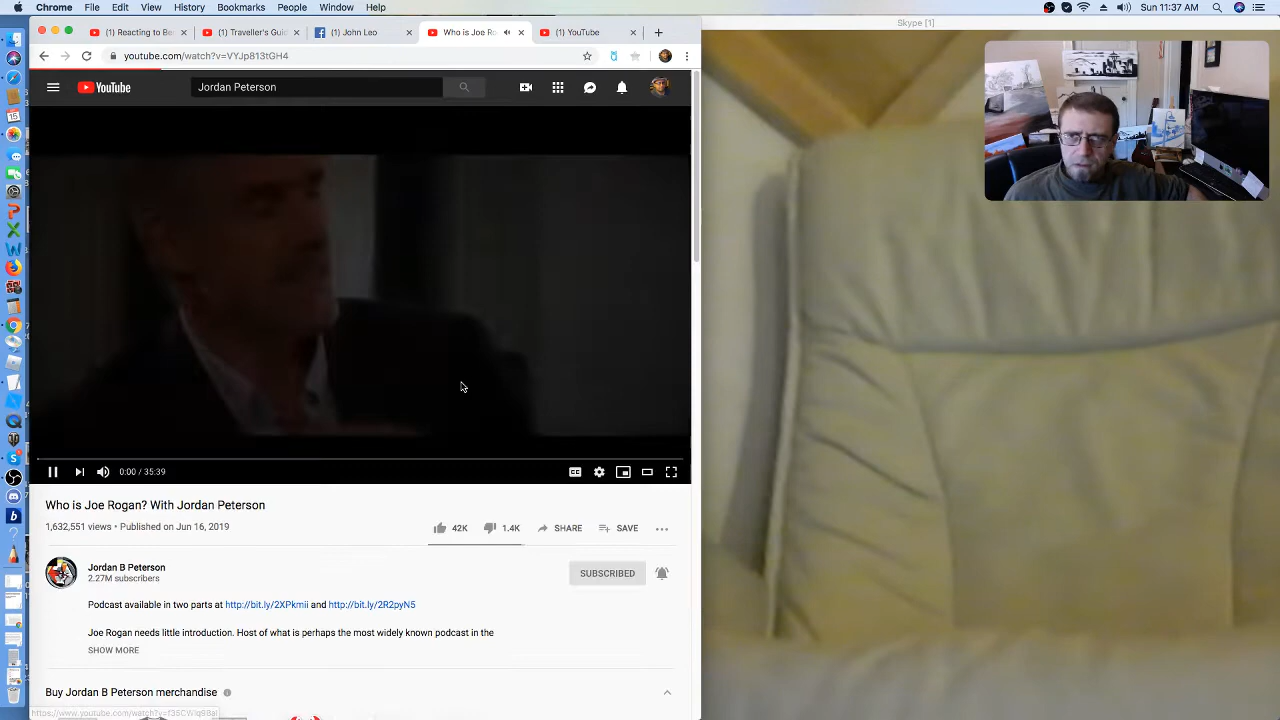 Chrome File Edit View History Bookmarks People Window Help
Sun 11:37 AM
Skype [1]
(1) Reacting to Be
(1) Traveller's Gui
(1) John Leo
Who is Joe Ro
(1) YouTube
youtube.com/watch?v=VYJpB13tGH4
YouTube
Jordan Peterson
0:00 / 35:39
Who is Joe Rogan? With Jordan Peterson
1,632,551 views • Published on Jun 16, 2019
42K 1.4K SHARE SAVE
Jordan B Peterson
2.27M subscribers
SUBSCRIBED
Podcast available in two parts at http://bit.ly/2XPkmii and http://bit.ly/2R2pyN5
Joe Rogan needs little introduction. Host of what is perhaps the most widely known podcast in the
SHOW MORE
Buy Jordan B Peterson merchandise